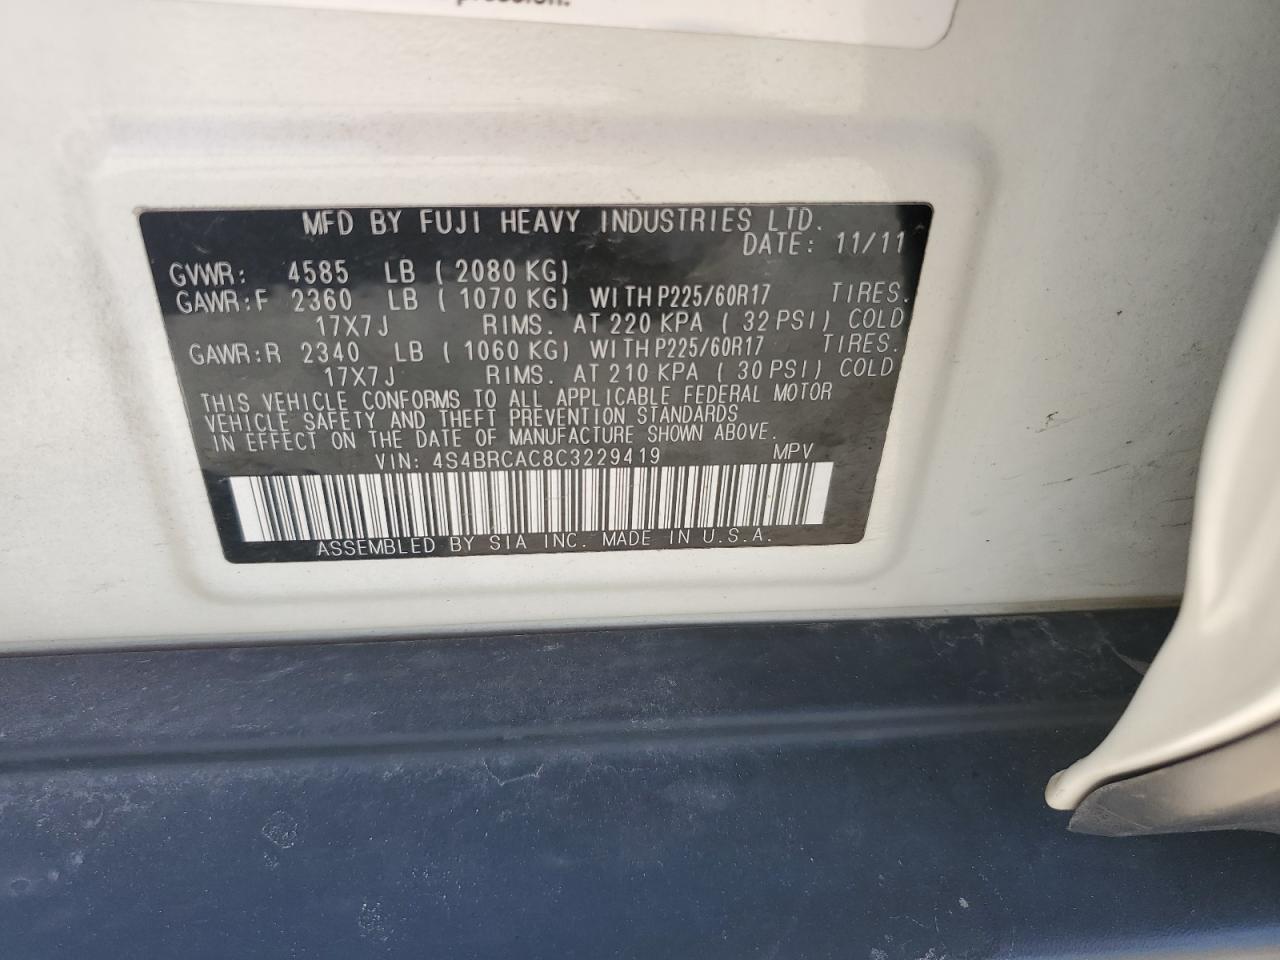 MFD BY FUJI HEAVY INDUSTRIES LTD.
DATE: 11/11
GVWR: 4585 LB ( 2080 KG)
GAWR:F 2360 LB ( 1070 KG) WITH P225/60R17 TIRES.
17X7J RIMS. AT 220 KPA ( 32 PSI) COLD
GAWR:R 2340 LB ( 1060 KG) WITH P225/60R17 TIRES.
17X7J RIMS. AT 210 KPA ( 30 PSI) COLD
THIS VEHICLE CONFORMS TO ALL APPLICABLE FEDERAL MOTOR
VEHICLE SAFETY AND THEFT PREVENTION STANDARDS
IN EFFECT ON THE DATE OF MANUFACTURE SHOWN ABOVE.
VIN: 4S4BRCAC8C3229419 MPV
ASSEMBLED BY SIA INC. MADE IN U.S.A.